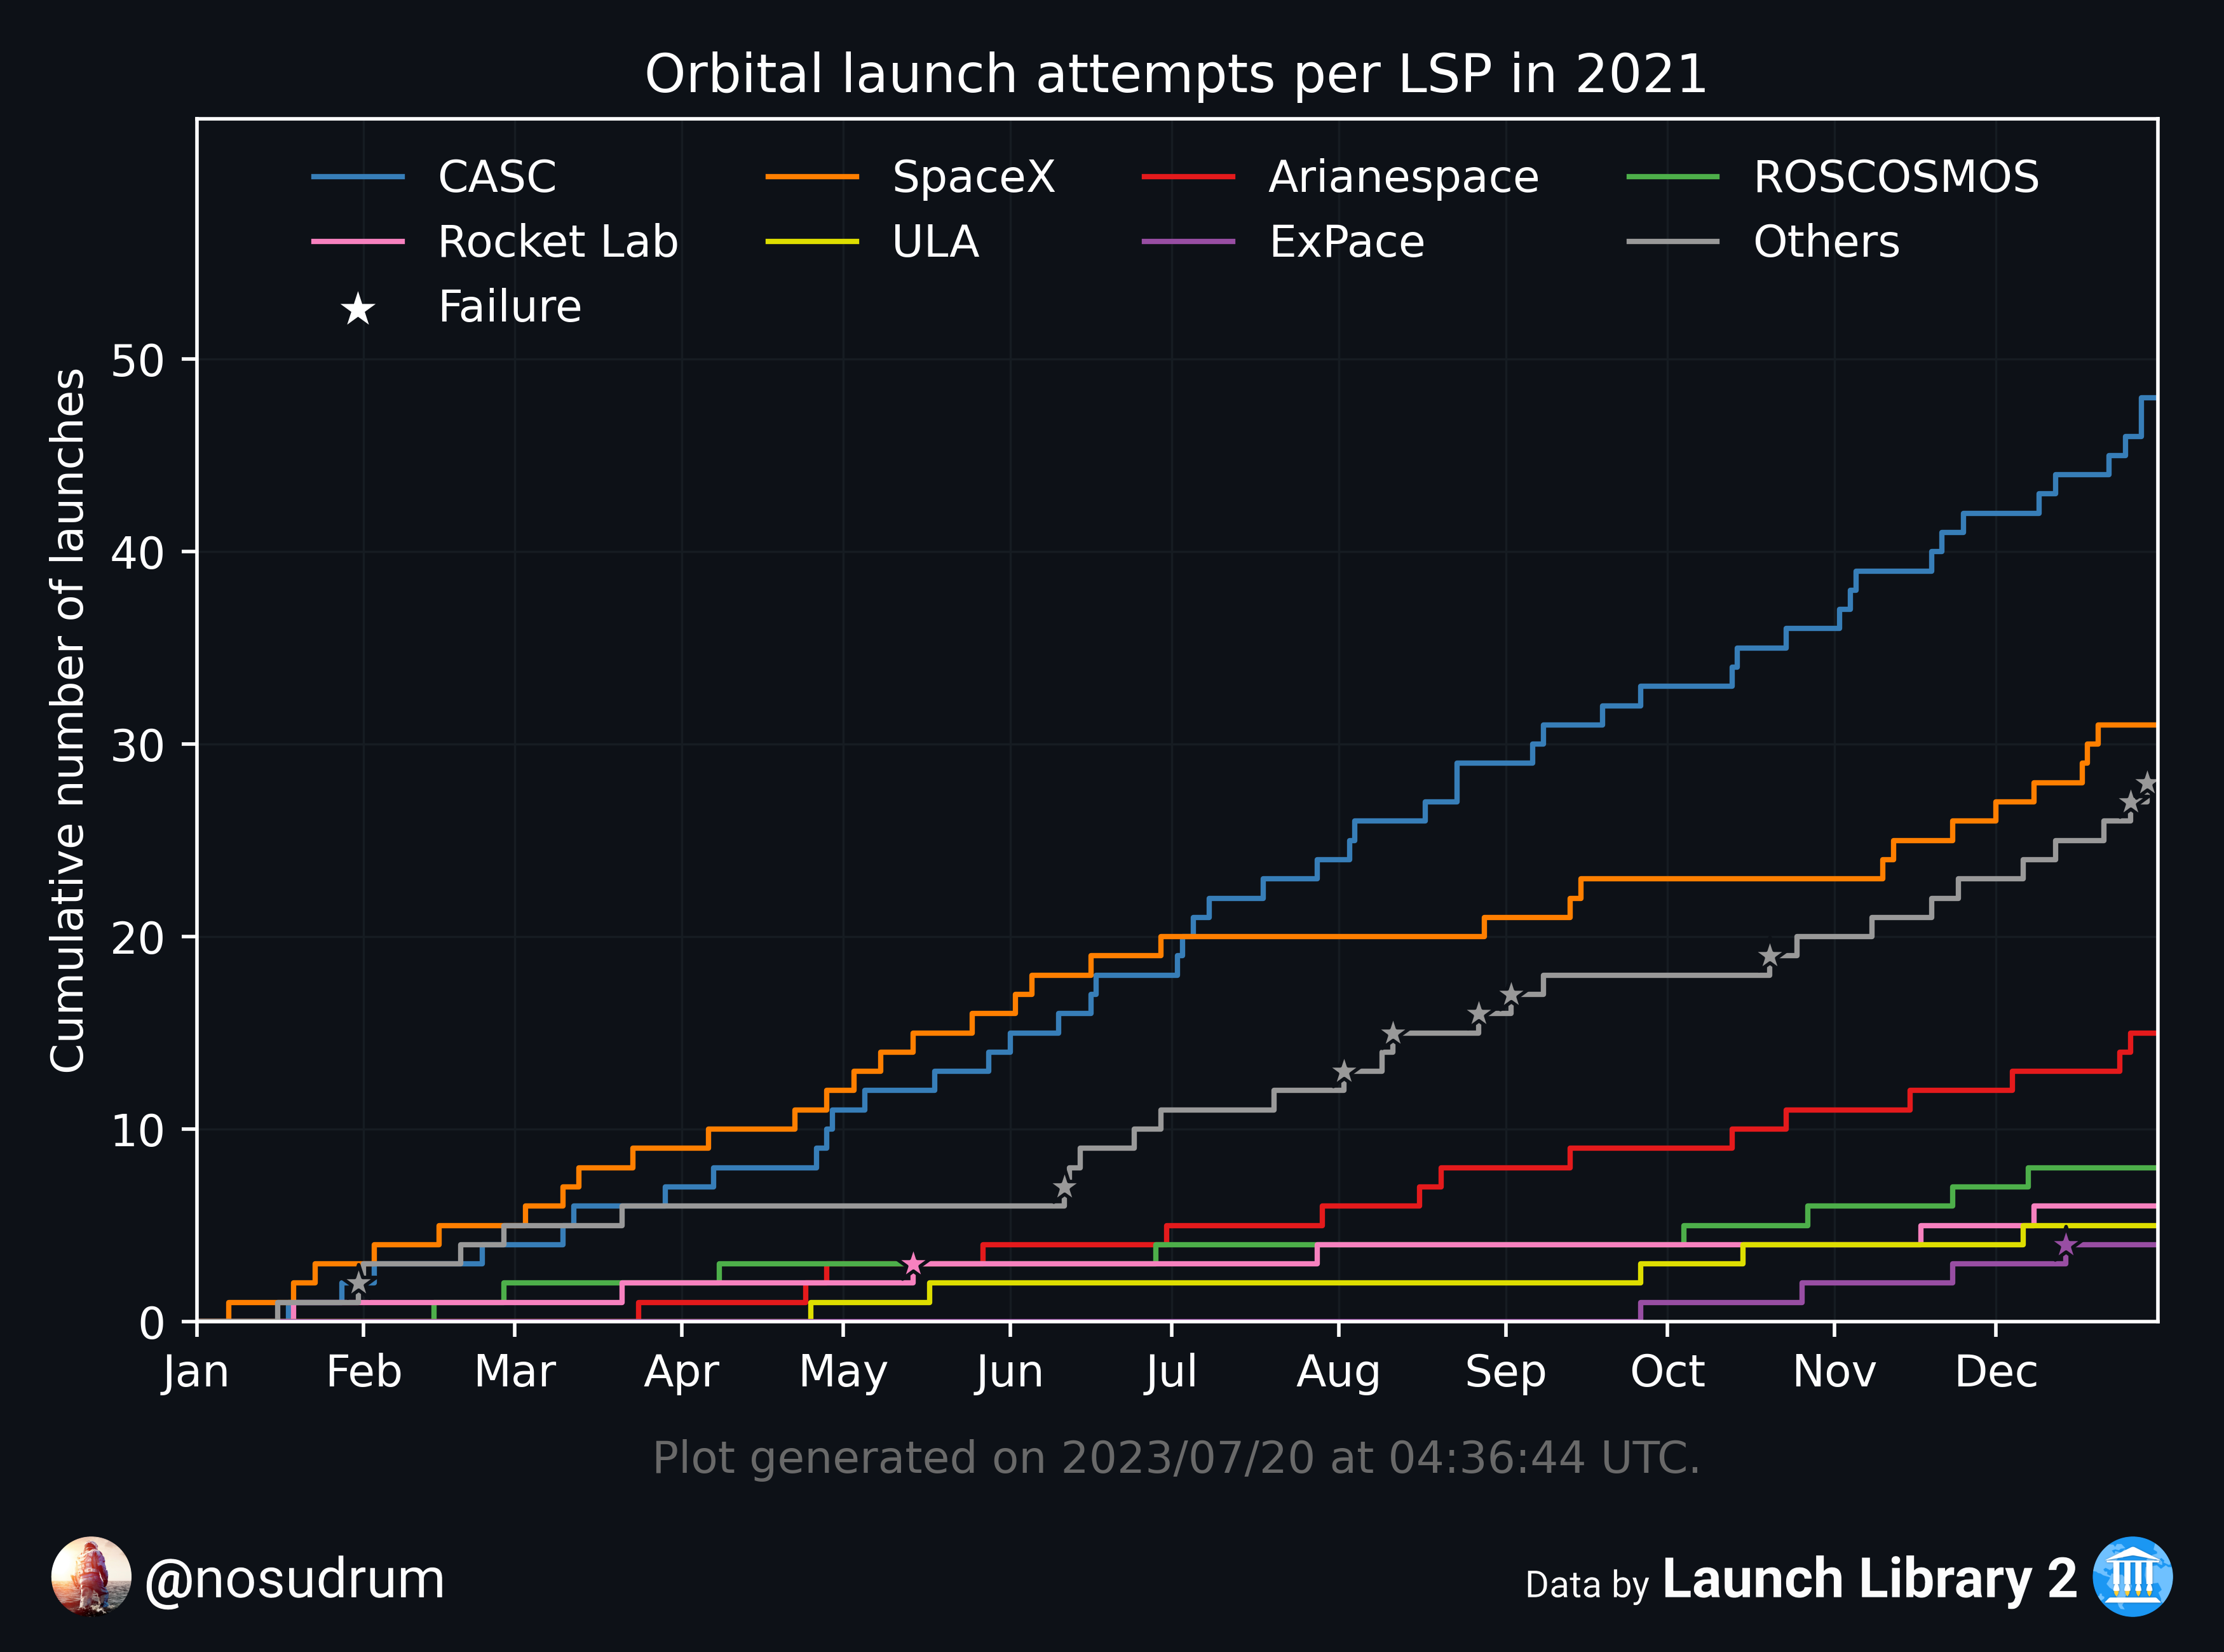 Orbital launch attempts per LSP in 2021
CASC SpaceX Arianespace ROSCOSMOS
Rocket Lab ULA ExPace Others
Failure
Cumulative number of launches
50
40
30
20
10
0
Jan Feb Mar Apr May Jun Jul Aug Sep Oct Nov Dec
Plot generated on 2023/07/20 at 04:36:44 UTC.
@nosudrum
Data by Launch Library 2